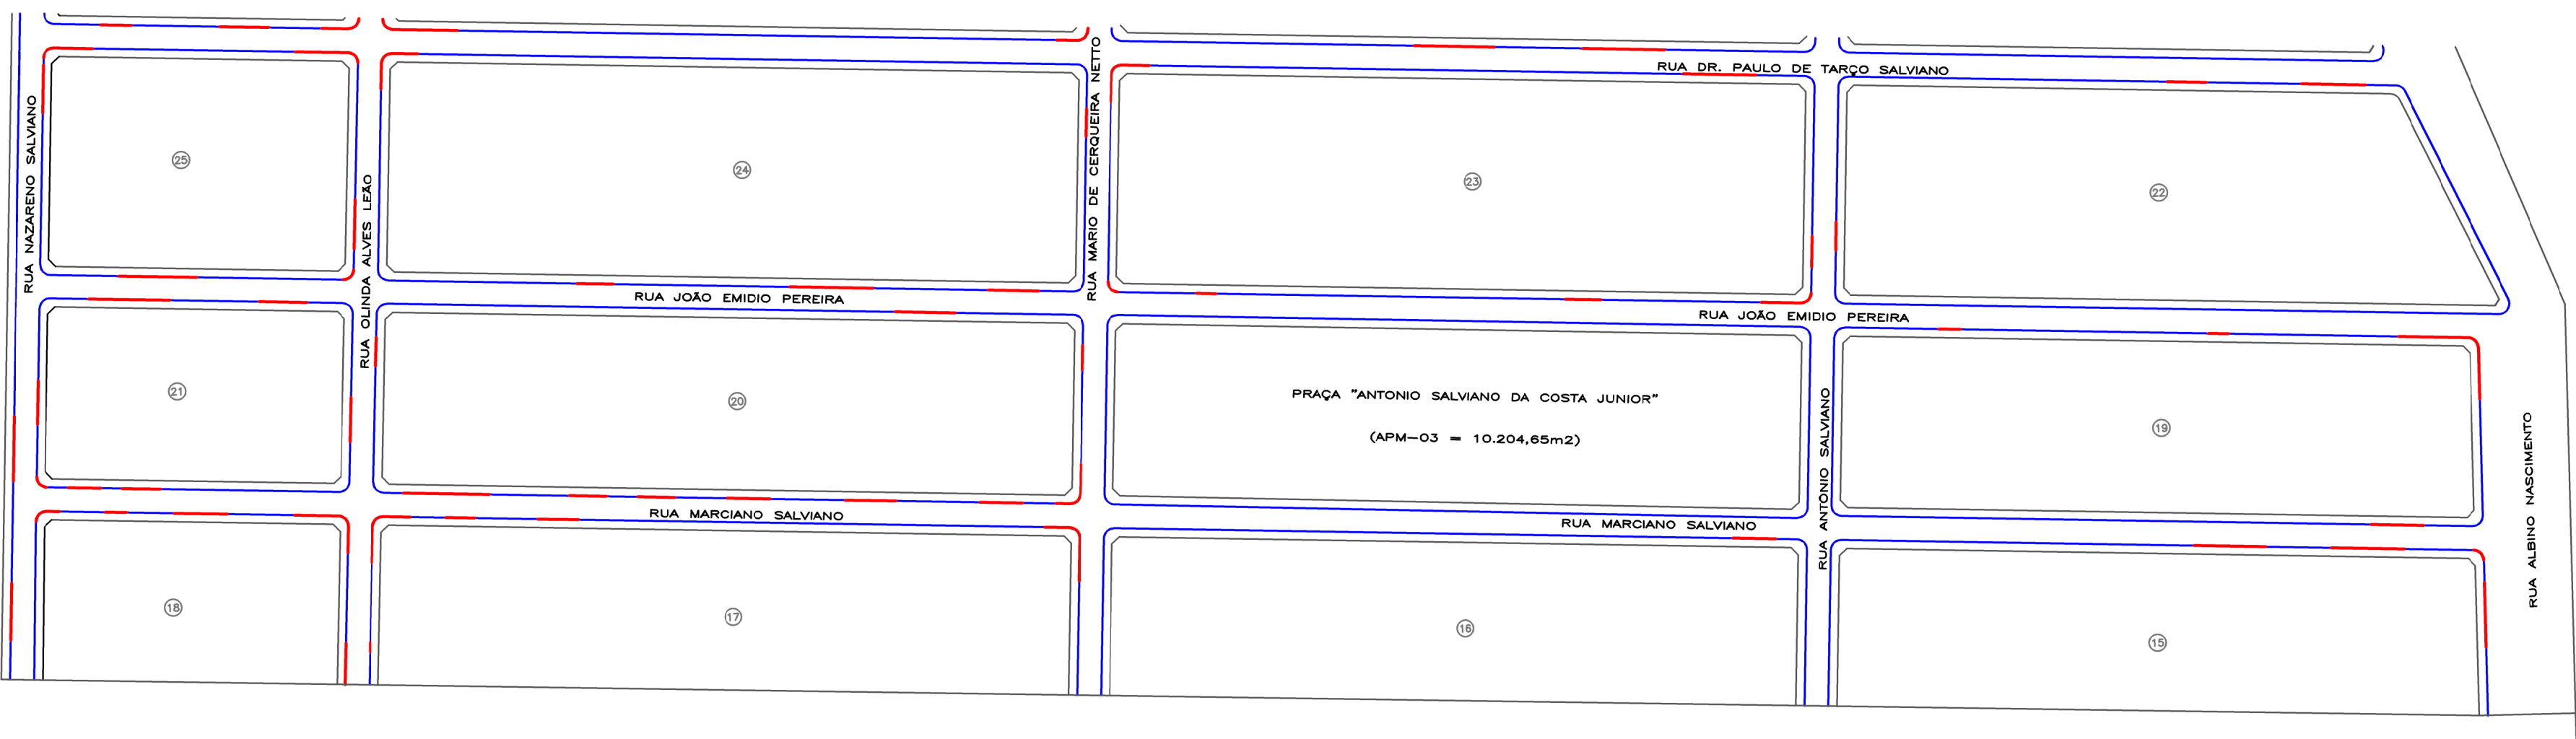 RUA DR. PAULO DE TARÇO SALVIANO
RUA NAZARENO SALVIANO
25
RUA OLINDA ALVES LEÃO
24
RUA MARIO DE CERQUEIRA NETTO
23
22
RUA JOÃO EMIDIO PEREIRA
RUA JOÃO EMIDIO PEREIRA
21
20
PRAÇA "ANTONIO SALVIANO DA COSTA JUNIOR"
(APM-03 = 10.204,65m2)
RUA ANTÔNIO SALVIANO
19
RUA ALBINO NASCIMENTO
RUA MARCIANO SALVIANO
RUA MARCIANO SALVIANO
18
17
16
15